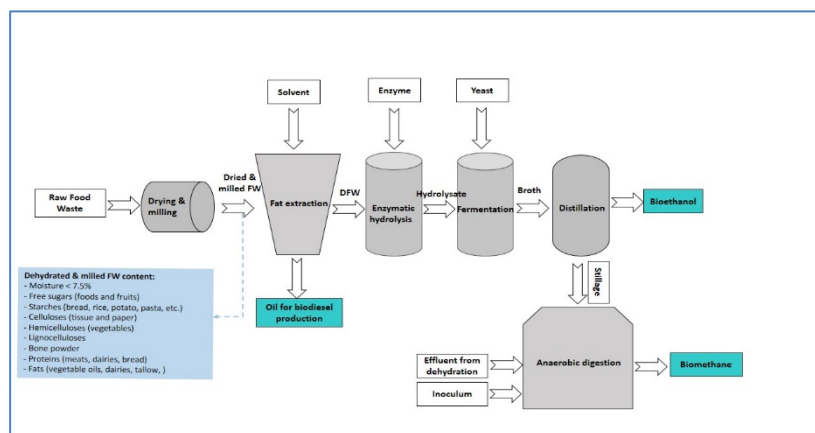 Solvent
Enzyme
Yeast
Raw Food
Waste
Drying &
milling
Dried &
milled FW
Fat extraction
DFW
Enzymatic
hydrolysis
Hydrolysate
Fermentation
Broth
Distillation
Bioethanol
Stillage
Oil for biodiesel
production
Dehydrated & milled FW content:
- Moisture < 7.5%
- Free sugars (foods and fruits)
- Starches (bread, rice, potato, pasta, etc.)
- Celluloses (tissue and paper)
- Hemicelluloses (vegetables)
- Lignocelluloses
- Bone powder
- Proteins (meats, dairies, bread)
- Fats (vegetable oils, dairies, tallow, )
Effluent from
dehydration
Inoculum
Anaerobic digestion
Biomethane